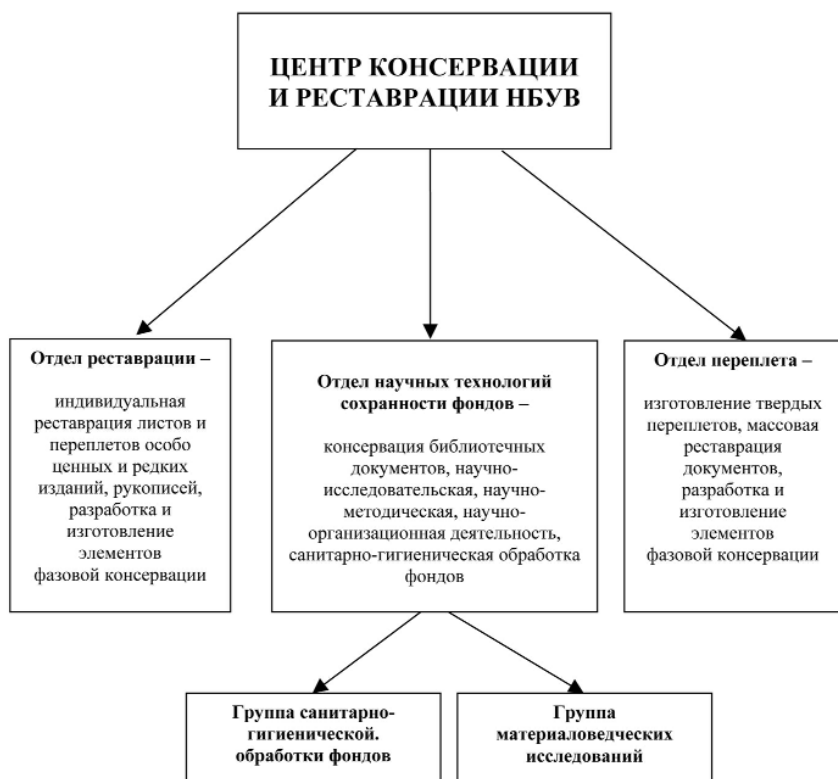 ЦЕНТР КОНСЕРВАЦИИ
И РЕСТАВРАЦИИ НБУВ
Отдел реставрации –
индивидуальная
реставрация листов и
переплетов особо
ценных и редких
изданий, рукописей,
разработка и
изготовление
элементов
фазовой консервации
Отдел научных технологий
сохранности фондов –
консервация библиотечных
документов, научно-
исследовательская, научно-
методическая, научно-
организационная деятельность,
санитарно-гигиеническая обработка
фондов
Отдел переплета –
изготовление твердых
переплетов, массовая
реставрация
документов,
разработка и
изготовление
элементов
фазовой консервации
Группа санитарно-
гигиенической.
обработки фондов
Группа
материаловедческих
исследований